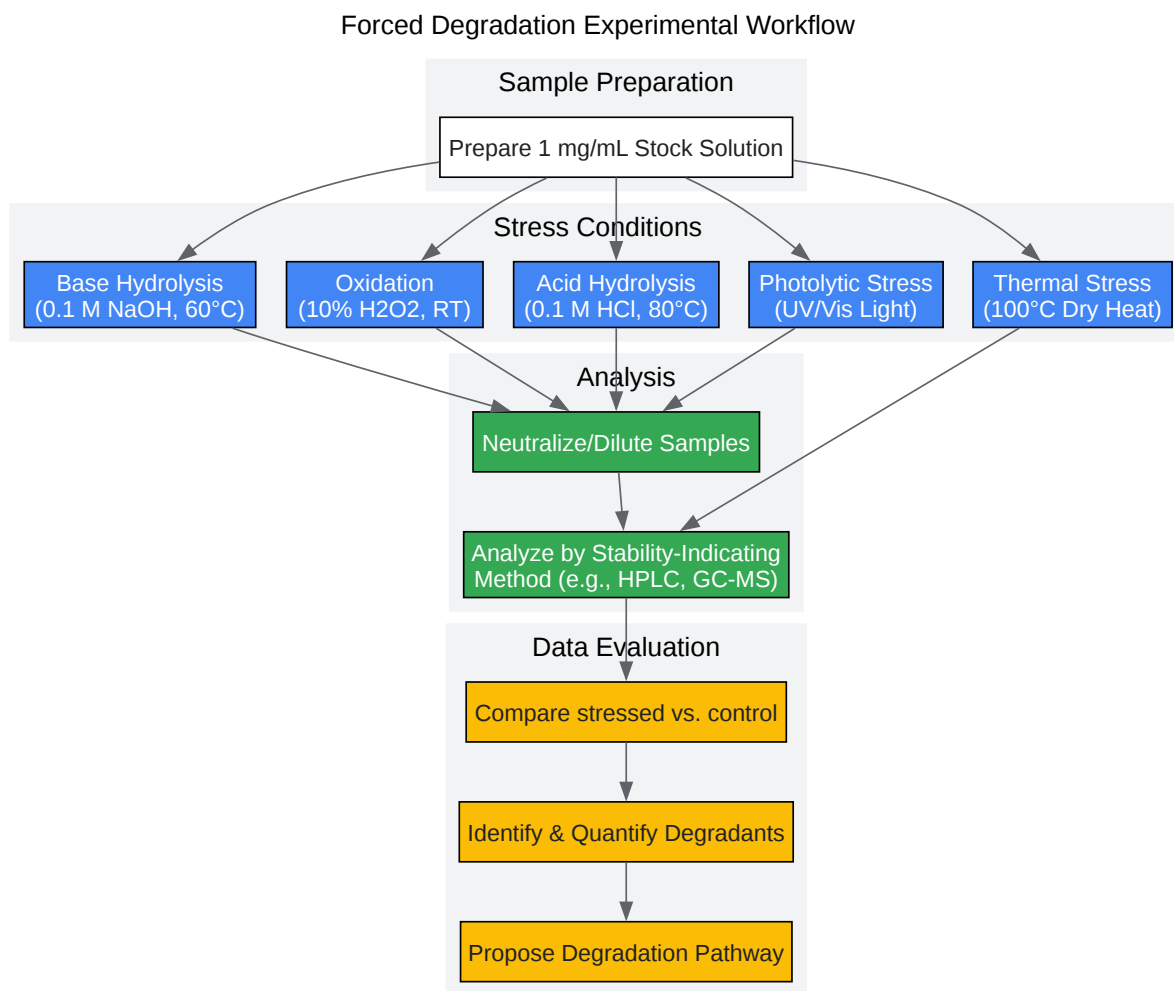 Forced Degradation Experimental Workflow
Sample Preparation
Prepare 1 mg/mL Stock Solution
Stress Conditions
Base Hydrolysis
(0.1 M NaOH, 60°C)
Oxidation
(10% H2O2, RT)
Acid Hydrolysis
(0.1 M HCl, 80°C)
Photolytic Stress
(UV/Vis Light)
Thermal Stress
(100°C Dry Heat)
Analysis
Neutralize/Dilute Samples
Analyze by Stability-Indicating
Method (e.g., HPLC, GC-MS)
Data Evaluation
Compare stressed vs. control
Identify & Quantify Degradants
Propose Degradation Pathway